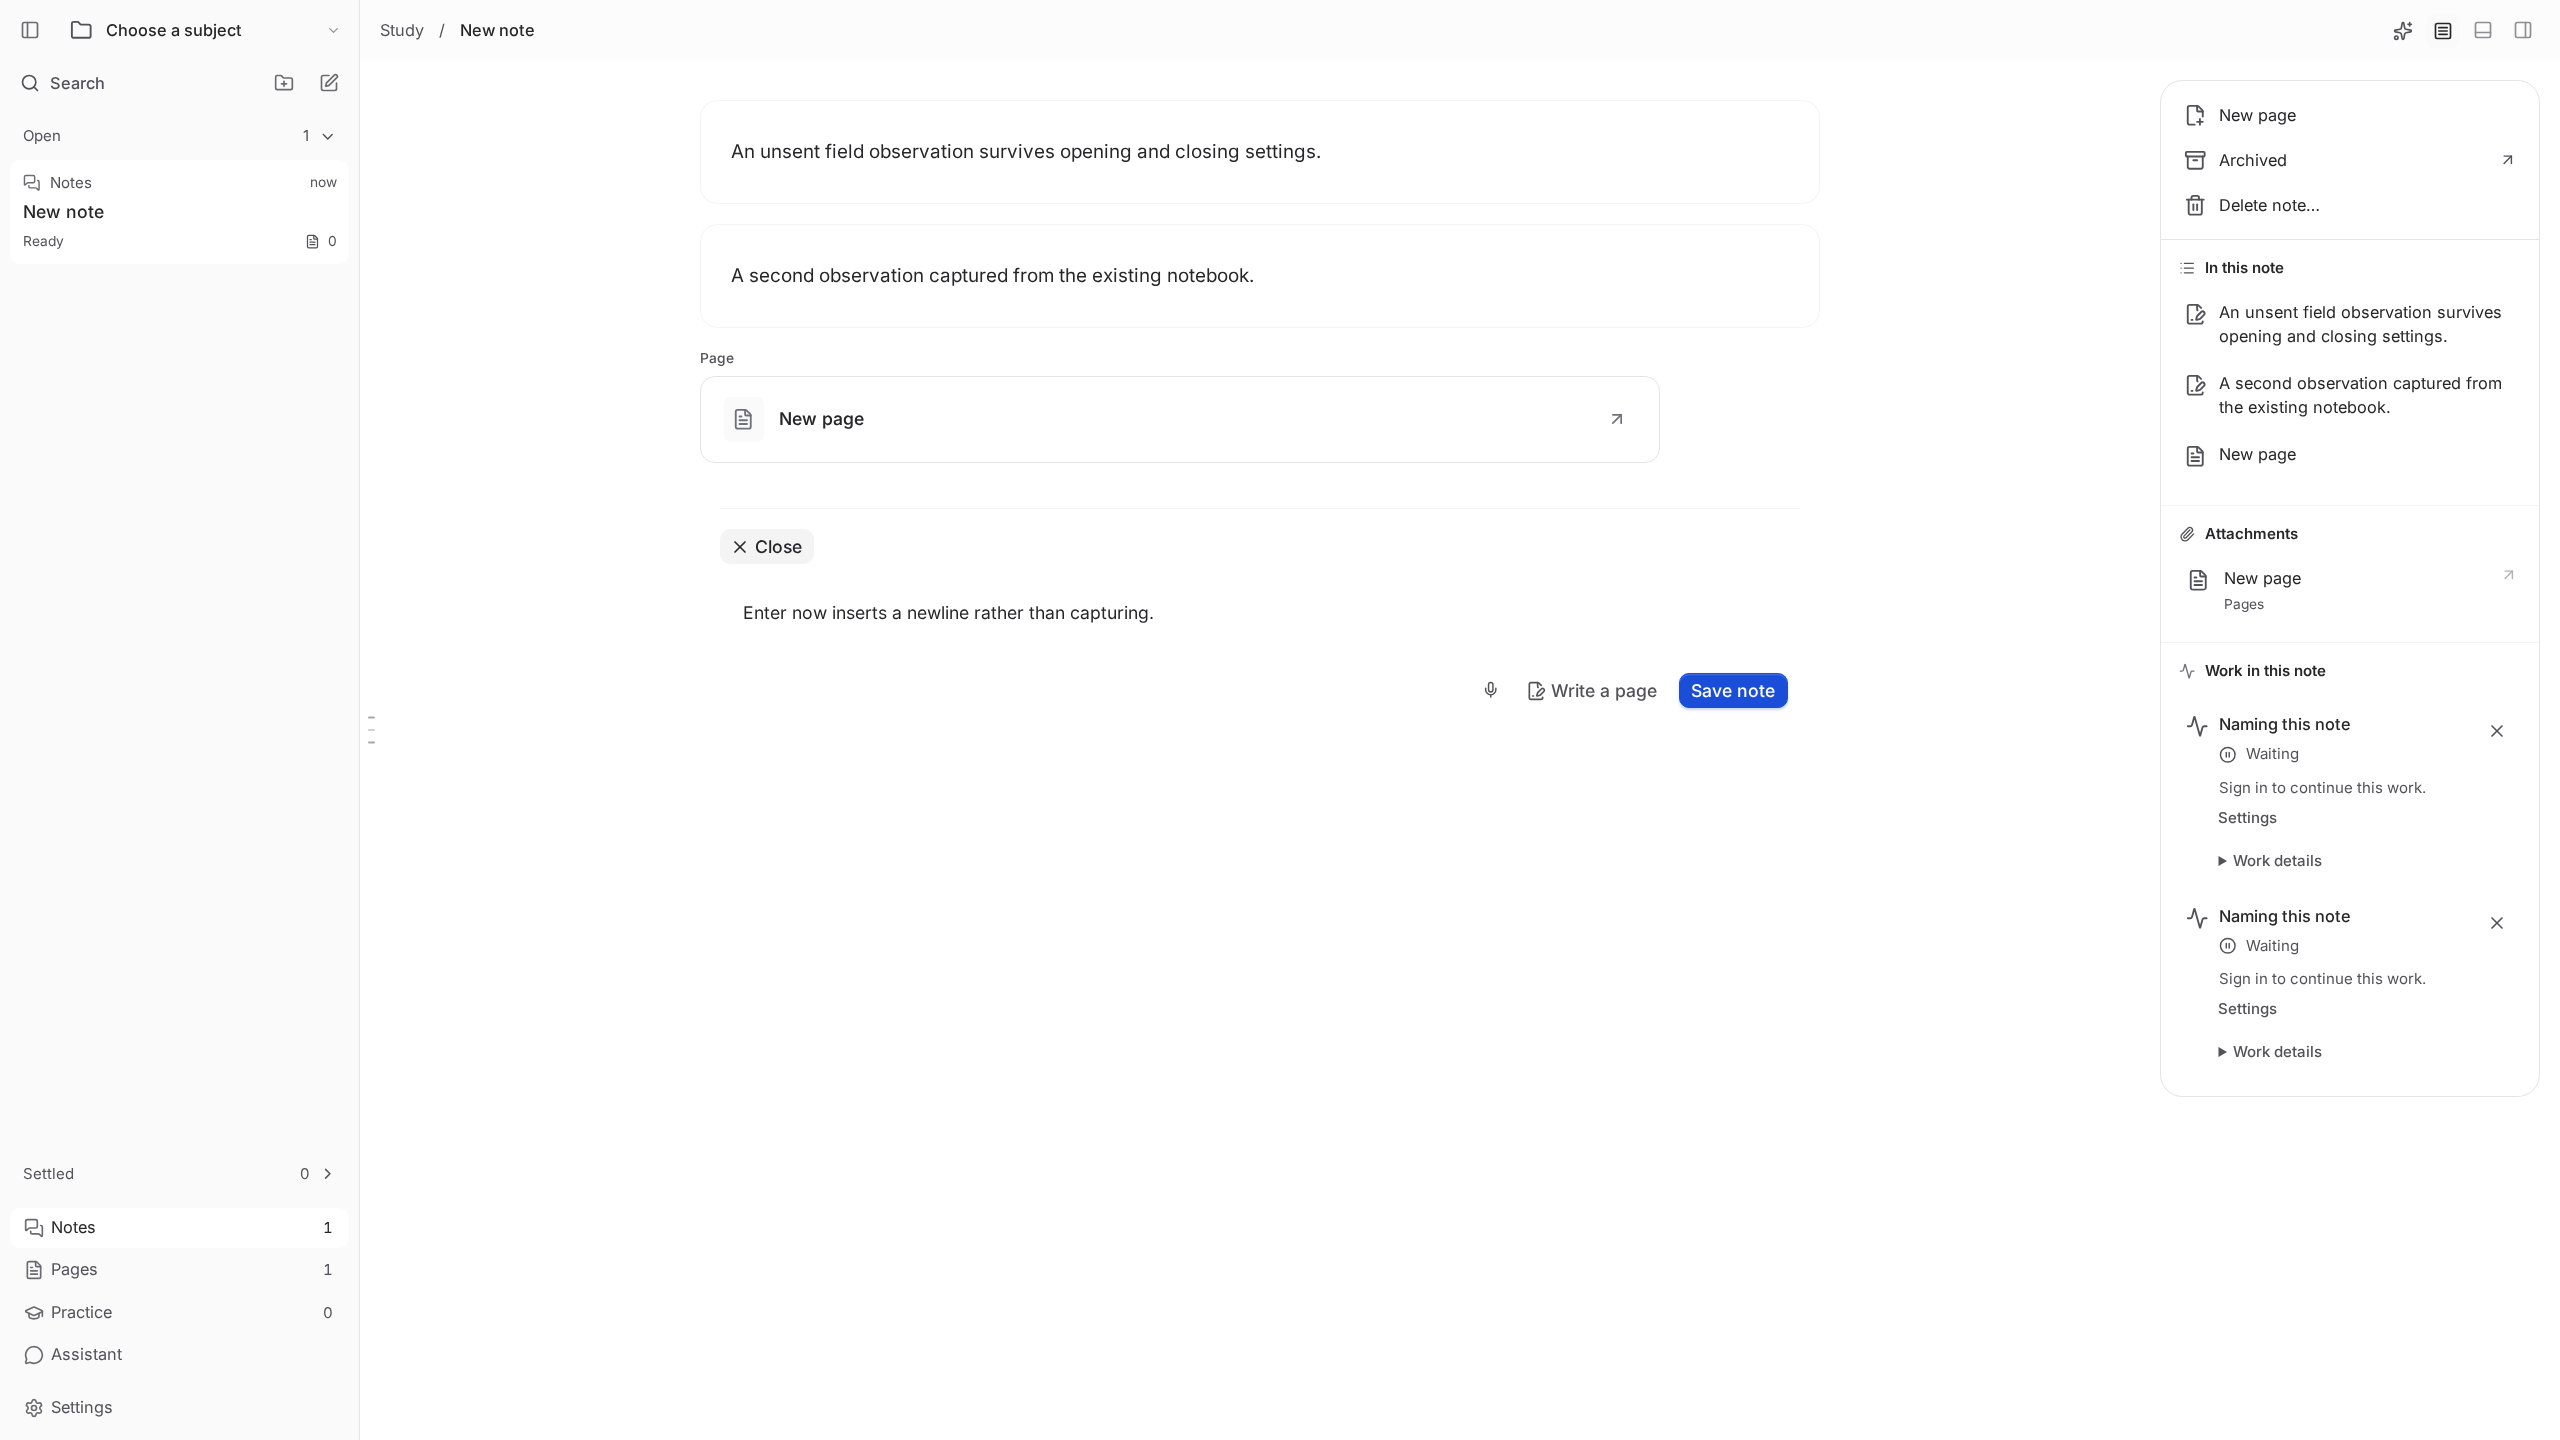 Choose a subject
Search
Open 1
Notes now
New note
Ready 0
Settled 0
Notes 1
Pages 1
Practice 0
Assistant
Settings
Study / New note
An unsent field observation survives opening and closing settings.
A second observation captured from the existing notebook.
Page
New page
Close
Enter now inserts a newline rather than capturing.
Write a page
Save note
New page
Archived
Delete note...
In this note
An unsent field observation survives
opening and closing settings.
A second observation captured from
the existing notebook.
New page
Attachments
New page
Pages
Work in this note
Naming this note
Waiting
Sign in to continue this work.
Settings
Work details
Naming this note
Waiting
Sign in to continue this work.
Settings
Work details